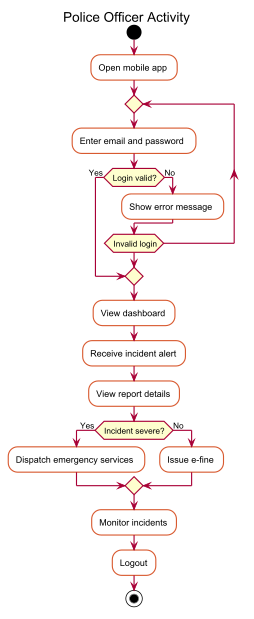 Police Officer Activity
Open mobile app
Enter email and password
Yes
Login valid?
No
Show error message
Invalid login
View dashboard
Receive incident alert
View report details
Yes
Incident severe?
No
Dispatch emergency services
Issue e-fine
Monitor incidents
Logout